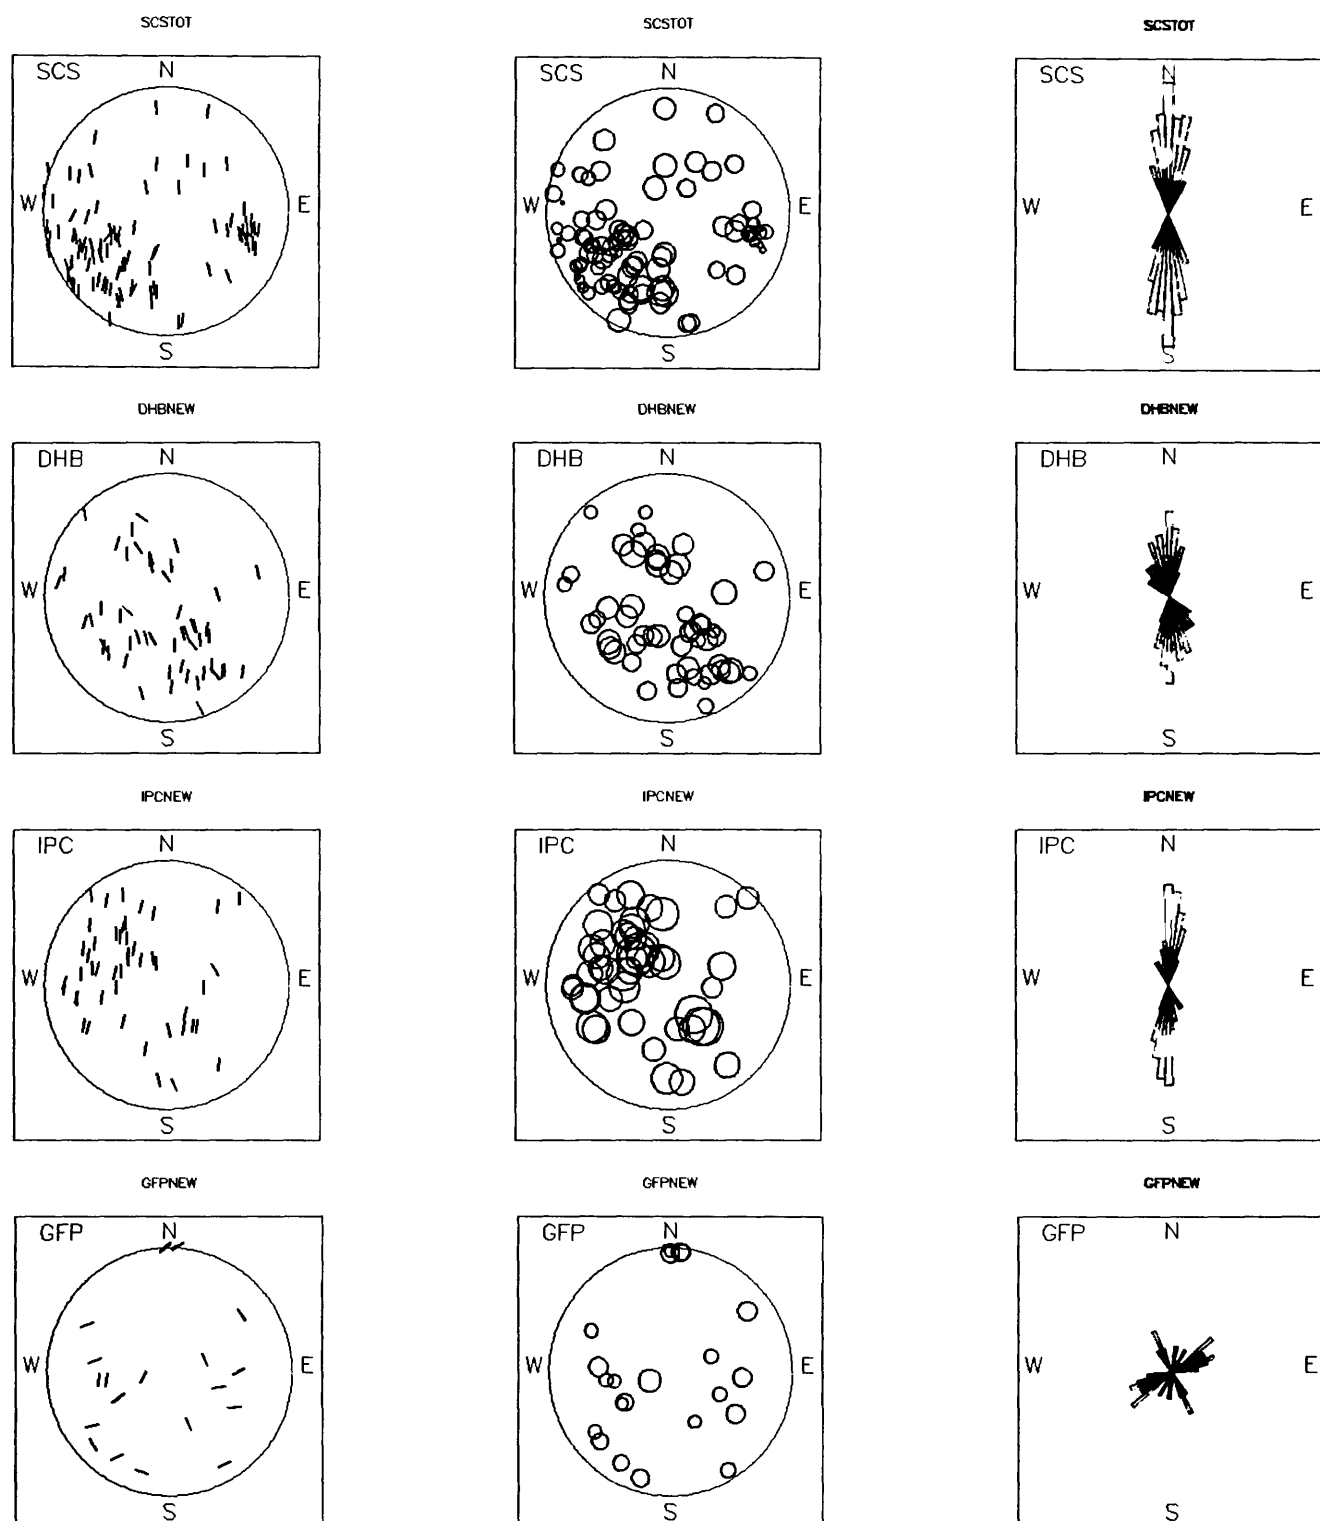 SCSTOT SCSTOT SCSTOT
SCS N SCS N SCS N
W E W E W E
S S S
DHBNEW DHBNEW DHBNEW
DHB N DHB N DHB N
W E W E W E
S S S
IPCNEW IPCNEW IPCNEW
IPC N IPC N IPC N
W E W E W E
S S S
GFPNEW GFPNEW GFPNEW
GFP N GFP N GFP N
W E W E W E
S S S